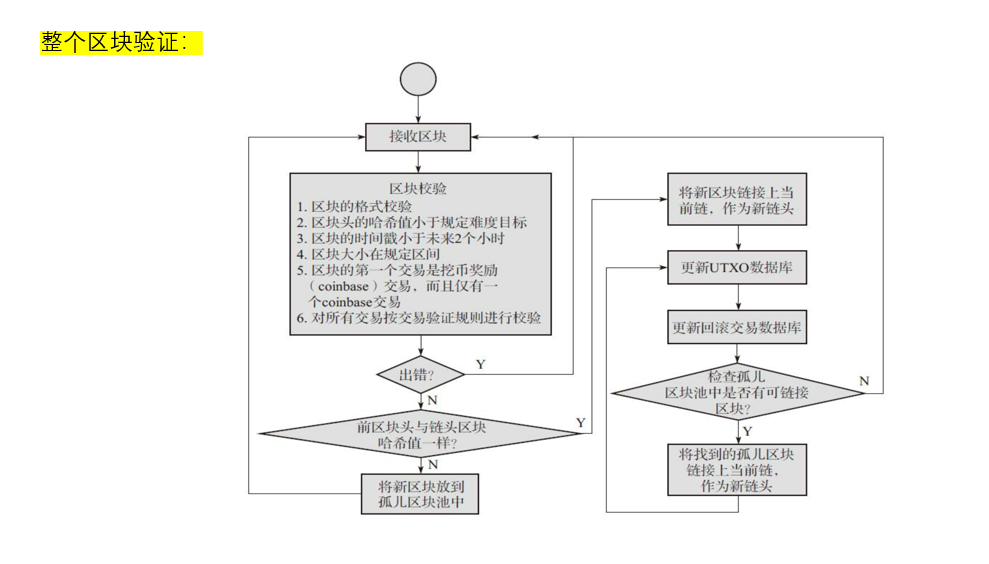 整个区块验证：
接收区块
区块校验
1. 区块的格式校验
2. 区块头的哈希值小于规定难度目标
3. 区块的时间戳小于未来2个小时
4. 区块大小在规定区间
5. 区块的第一个交易是挖币奖励
（coinbase）交易，而且仅有一
个coinbase交易
6. 对所有交易按交易验证规则进行校验
出错？
Y
N
前区块头与链头区块
哈希值一样？
Y
N
将新区块放到
孤儿区块池中
将新区块链接上当
前链，作为新链头
更新UTXO数据库
更新回滚交易数据库
检查孤儿
区块池中是否有可链接
区块？
N
Y
将找到的孤儿区块
链接上当前链，
作为新链头